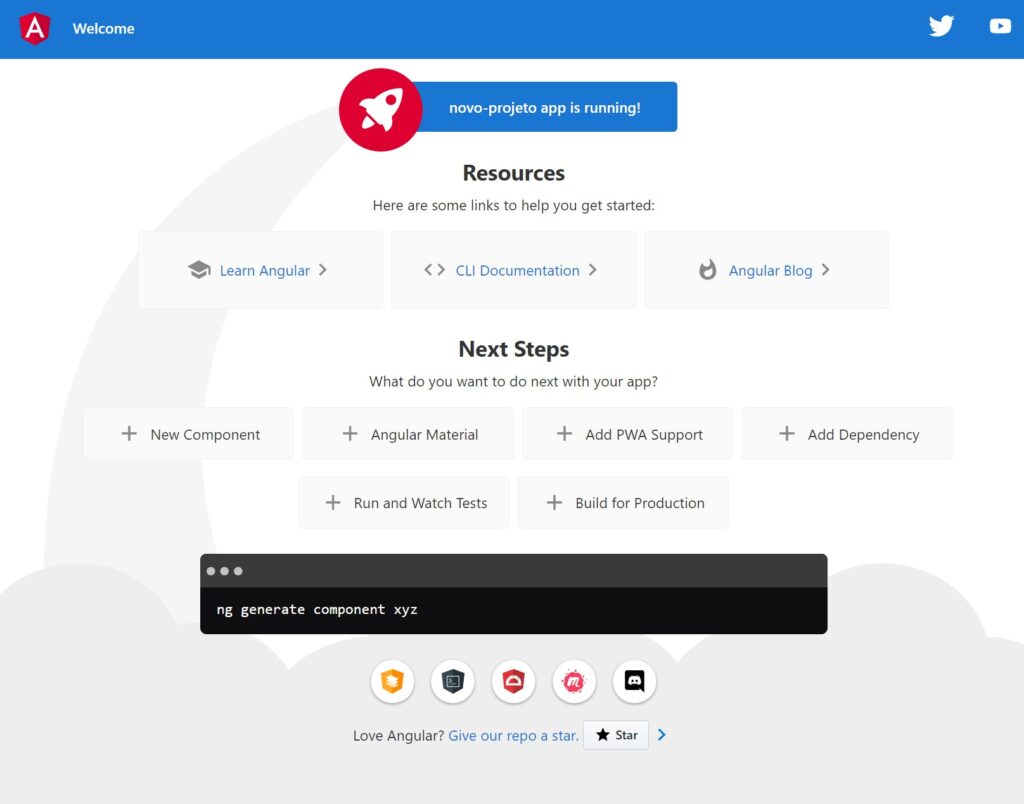 Welcome
novo-projeto app is running!
Resources
Here are some links to help you get started:
Learn Angular
CLI Documentation
Angular Blog
Next Steps
What do you want to do next with your app?
New Component
Angular Material
Add PWA Support
Add Dependency
Run and Watch Tests
Build for Production
ng generate component xyz
Love Angular? Give our repo a star. Star